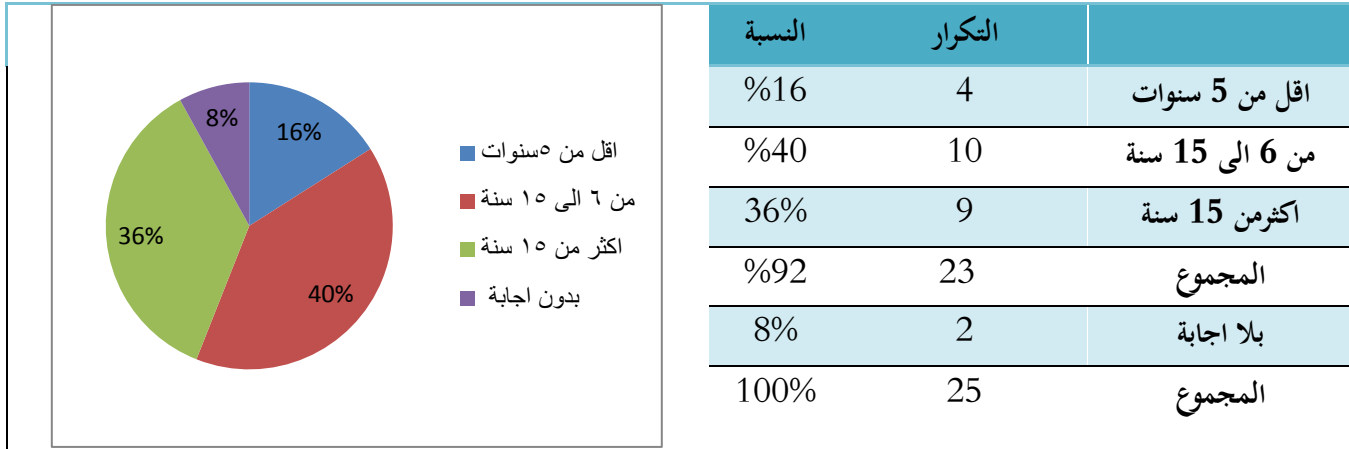 التكرار النسبة
اقل من 5 سنوات 4 %16
من 6 الى 15 سنة 10 %40
اكثرمن 15 سنة 9 36%
المجموع 23 %92
بلا اجابة 2 8%
المجموع 25 100%
8%
16%
36%
40%
اقل من ٥سنوات
من ٦ الى ١٥ سنة
اكثر من ١٥ سنة
بدون اجابة